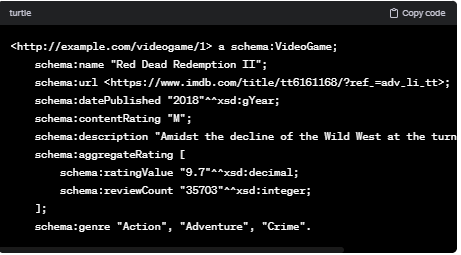 turtle
Copy code
<http://example.com/videogame/1> a schema:VideoGame;
    schema:name "Red Dead Redemption II";
    schema:url <https://www.imdb.com/title/tt6161168/?ref_=adv_li_tt>;
    schema:datePublished "2018"^^xsd:gYear;
    schema:contentRating "M";
    schema:description "Amidst the decline of the Wild West at the turn
    schema:aggregateRating [
        schema:ratingValue "9.7"^^xsd:decimal;
        schema:reviewCount "35703"^^xsd:integer;
    ];
    schema:genre "Action", "Adventure", "Crime".